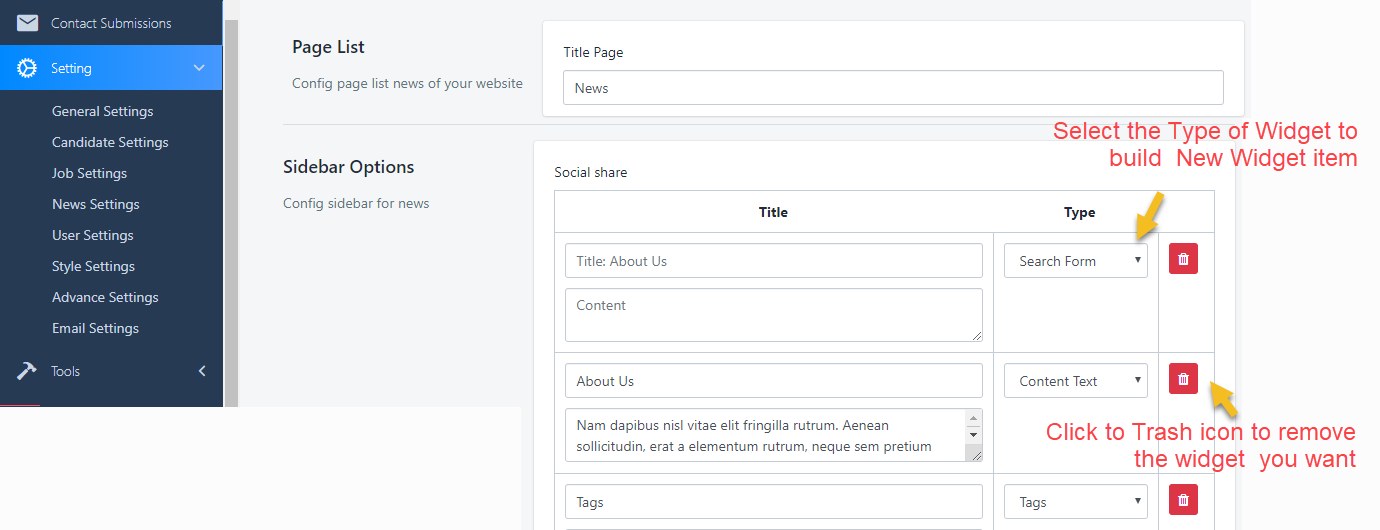 Contact Submissions
Setting
General Settings
Candidate Settings
Job Settings
News Settings
User Settings
Style Settings
Advance Settings
Email Settings
Tools
Page List
Config page list news of your website
Title Page
News
Sidebar Options
Config sidebar for news
Select the Type of Widget to
build  New Widget item
Social share
Title Type
Title: About Us Search Form
Content
About Us Content Text
Nam dapibus nisl vitae elit fringilla rutrum. Aenean
sollicitudin, erat a elementum rutrum, neque sem pretium
Click to Trash icon to remove
the widget  you want
Tags Tags